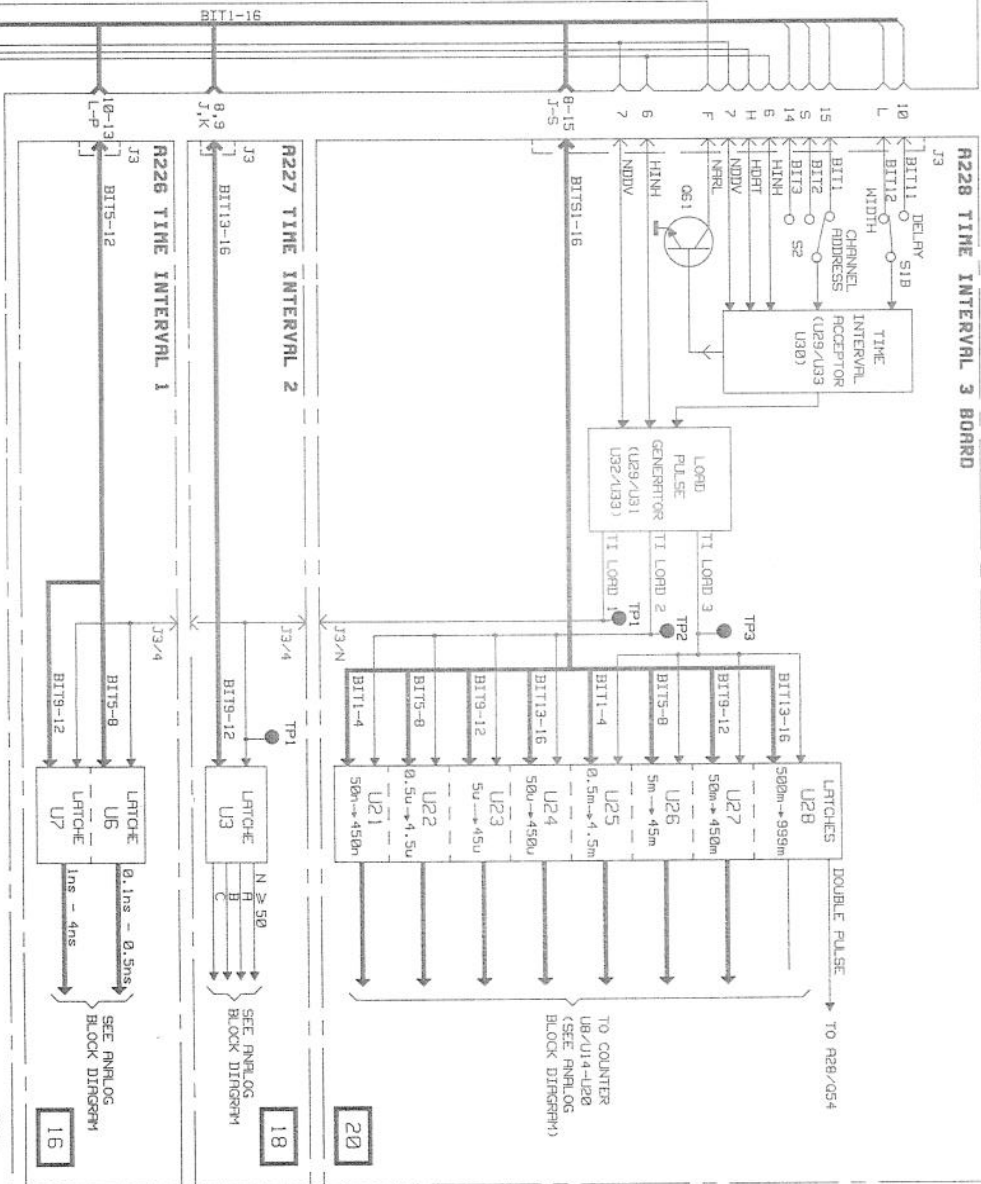 BIT1-16
10-13
L-P
8,9
J,K
8-15
J-S
7
6
F
7
H
6
14
S
15
L
10
J3
J3
J3
A228 TIME INTERVAL 3 BOARD
A227 TIME INTERVAL 2
A226 TIME INTERVAL 1
BIT11
BIT12
DELAY
WIDTH
S1B
BIT1
BIT2
BIT3
CHANNEL
ADDRESS
S2
HINH
HDAT
NDDV
NARL
Q61
HINH
NDDV
BITS1-16
BIT13-16
BIT5-12
TIME
INTERVAL
ACCEPTOR
(U29/U33
U30)
LOAD
PULSE
GENERATOR
(U29/U31
U32/U33)
TI LOAD 3
TI LOAD 2
TI LOAD 1
TP3
TP2
TP1
J3/N
J3/4
J3/4
BIT13-16
BIT9-12
BIT5-8
BIT1-4
BIT13-16
BIT9-12
BIT5-8
BIT1-4
LATCHES
U28
500m→999m
U27
50m→450m
U26
5m→45m
U25
0.5m→4.5m
U24
50u→450u
U23
5u→45u
U22
0.5u→4.5u
U21
50n→450n
DOUBLE PULSE
TO A28/Q54
TO COUNTER
U8/U14-U20
(SEE ANALOG
BLOCK DIAGRAM)
20
TP1
BIT9-12
LATCHE
U3
N ≥ 50
A
B
C
SEE ANALOG
BLOCK DIAGRAM
18
BIT5-8
BIT9-12
LATCHE
U6
LATCHE
U7
0.1ns - 0.5ns
1ns - 4ns
SEE ANALOG
BLOCK DIAGRAM
16